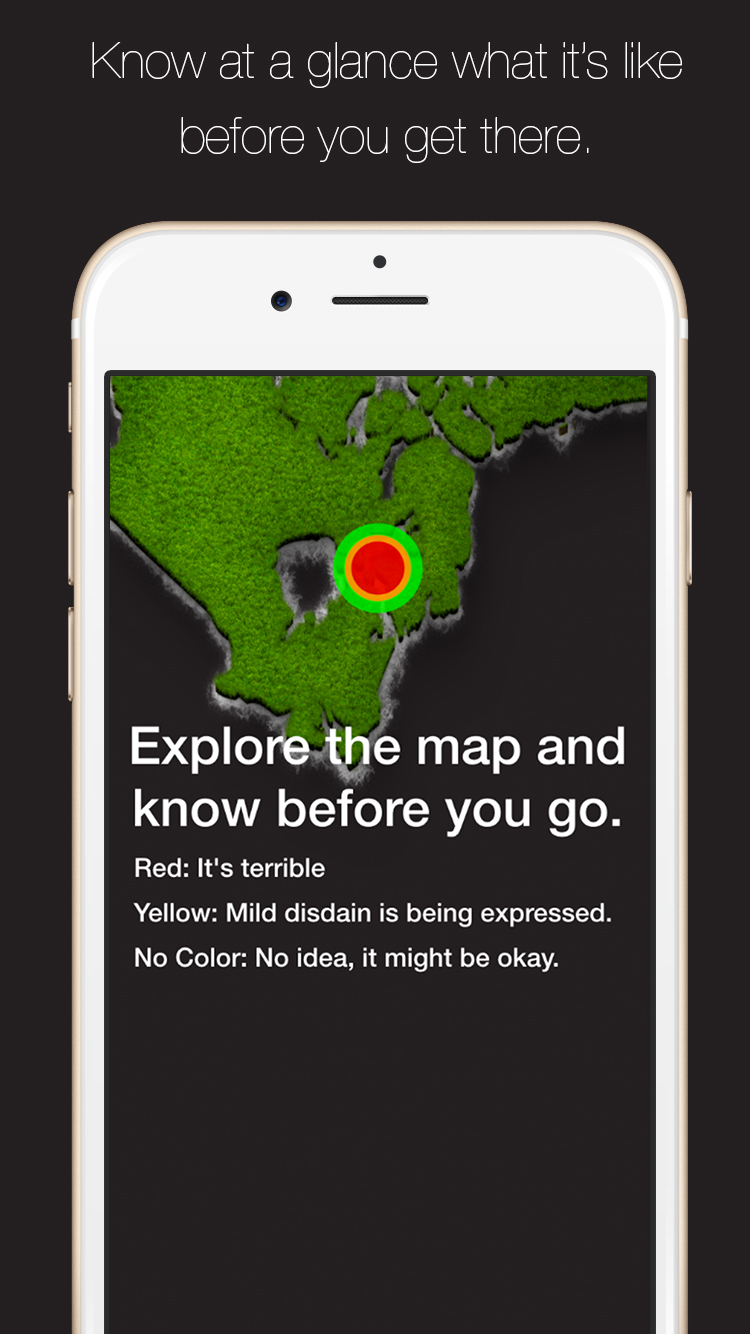 Know at a glance what it's like
before you get there.
Explore the map and
know before you go.
Red: It's terrible
Yellow: Mild disdain is being expressed.
No Color: No idea, it might be okay.